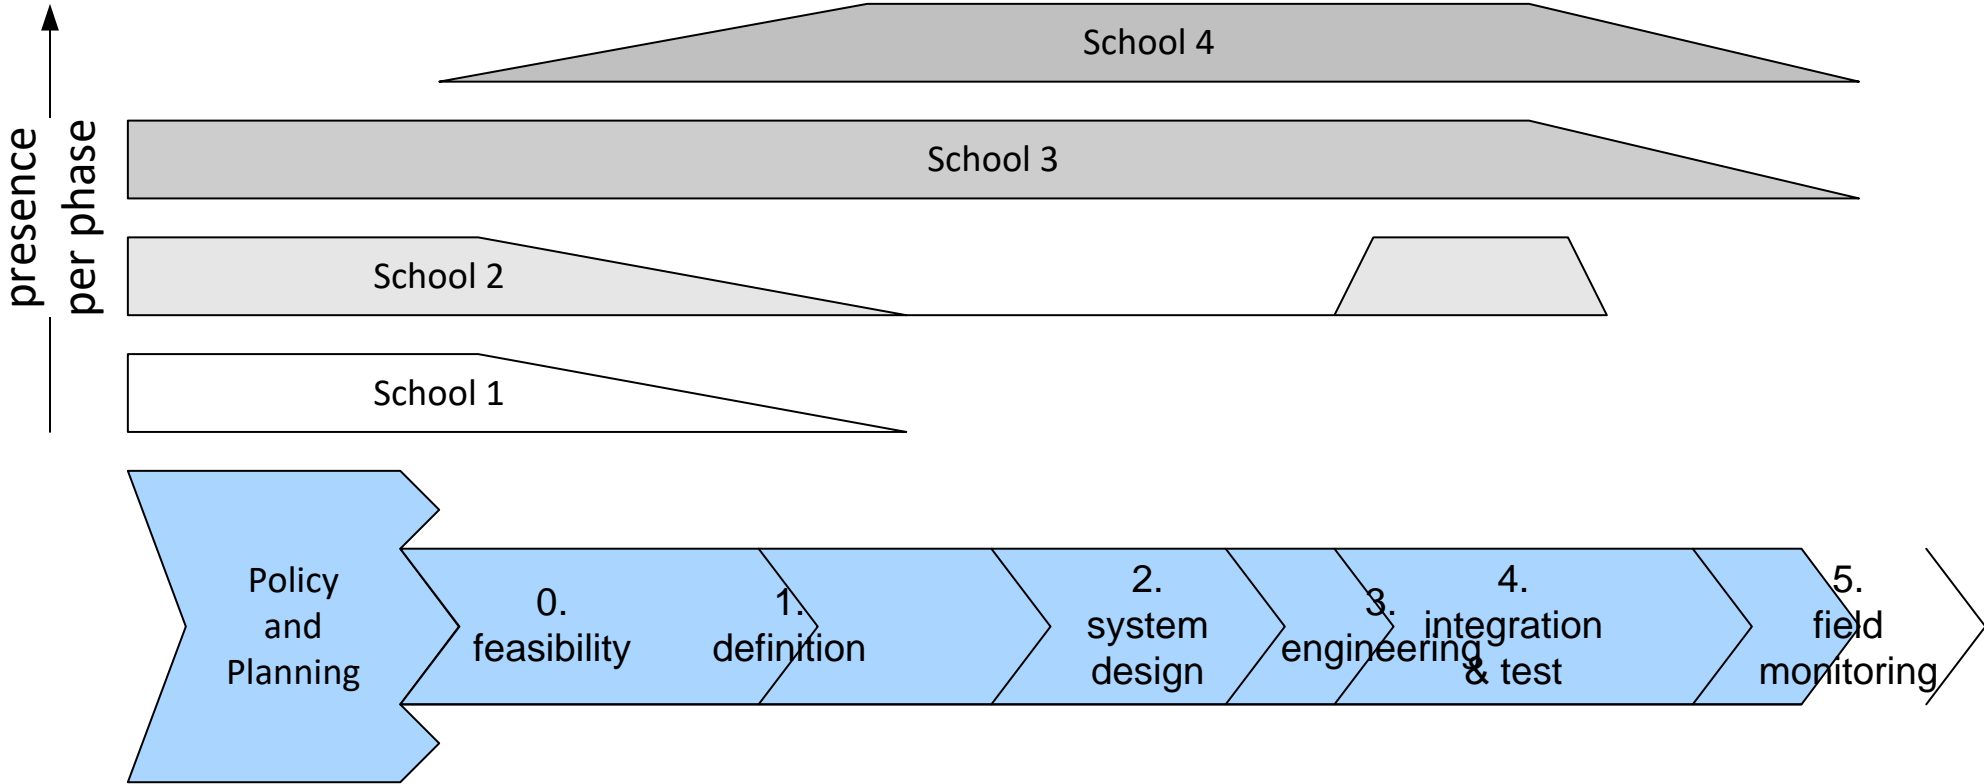 School 4
School 3
School 2
School 1
presence
per phase
Policy
and
Planning
0.
feasibility
1.
definition
2.
system
design
3.
engineering
4.
integration
& test
5.
field
monitoring